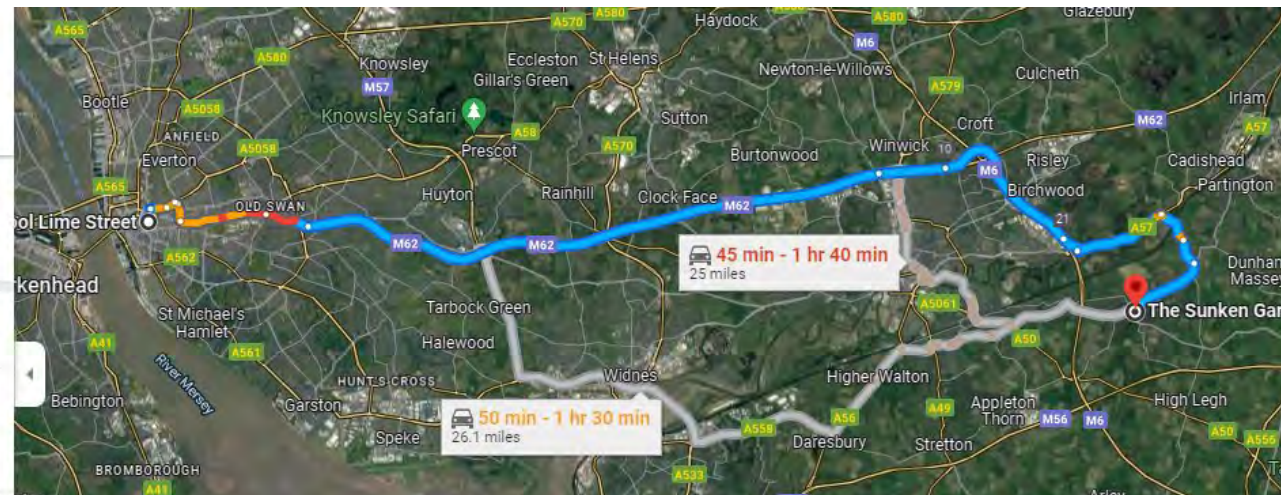 A565
A580
A570
Haydock
A580
Glazebury
M6
Knowsley
Eccleston
St Helens
Gillar's Green
Newton-le-Willows
Culcheth
A579
M57
Bootle
A5058
Knowsley Safari
Irlam
ANFIELD
A58
Sutton
Croft
M62
A57
Everton
A5058
Prescot
A570
Burtonwood
Winwick
10
Risley
Cadishead
A565
Huyton
Rainhill
Clock Face
M62
M6
Birchwood
Partington
OLD SWAN
ool Lime Street
21
A57
A562
M62
M62
45 min - 1 hr 40 min
25 miles
Dunham
Massey
rkenhead
Tarbock Green
A5061
The Sunken Gar
St Michael's
Hamlet
Halewood
A50
A41
A561
River Mersey
HUNT'S CROSS
Widnes
Higher Walton
Bebington
Garston
50 min - 1 hr 30 min
26.1 miles
A56
A49
Appleton
Thorn
M56
M6
High Legh
Speke
A558
Daresbury
Stretton
A50
A556
BROMBOROUGH
A533
A41